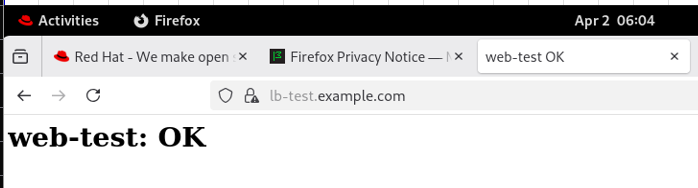 Activities Firefox Apr 2 06:04
Red Hat - We make open Firefox Privacy Notice — web-test OK
lb-test.example.com
web-test: OK